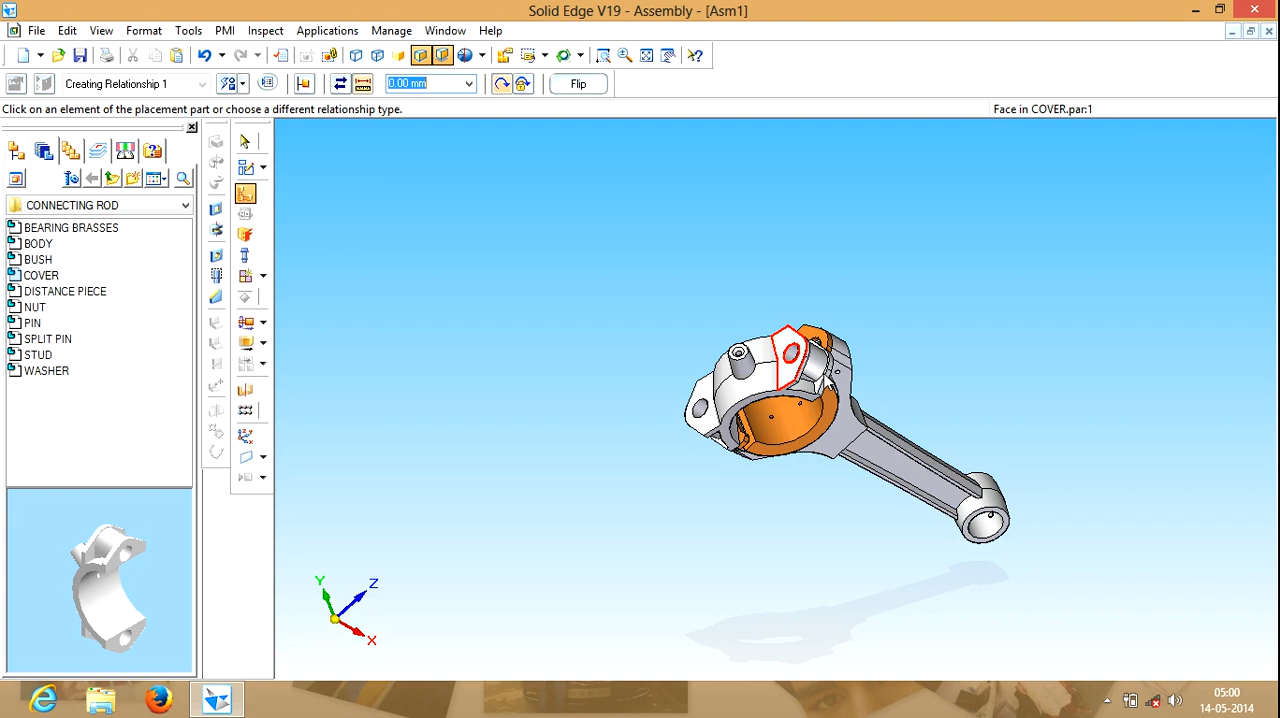 Solid Edge V19 - Assembly - [Asm1]
File Edit View Format Tools PMI Inspect Applications Manage Window Help
Creating Relationship 1
0.00 mm
Flip
Click on an element of the placement part or choose a different relationship type.
Face in COVER.par:1
CONNECTING ROD
BEARING BRASSES
BODY
BUSH
COVER
DISTANCE PIECE
NUT
PIN
SPLIT PIN
STUD
WASHER
Y
Z
X
05:00
14-05-2014